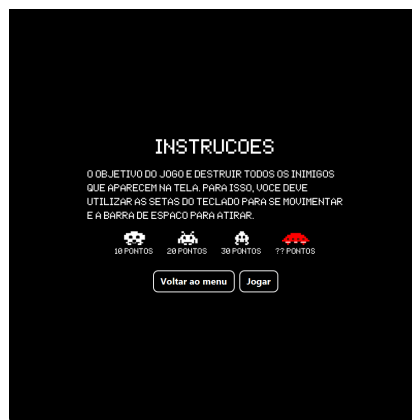 INSTRUCOES
O OBJETIVO DO JOGO E DESTRUIR TODOS OS INIMIGOS
QUE APARECEM NA TELA. PARA ISSO, VOCE DEVE
UTILIZAR AS SETAS DO TECLADO PARA SE MOVIMENTAR
E A BARRA DE ESPACO PARA ATIRAR.
10 PONTOS 20 PONTOS 30 PONTOS ?? PONTOS
Voltar ao menu Jogar